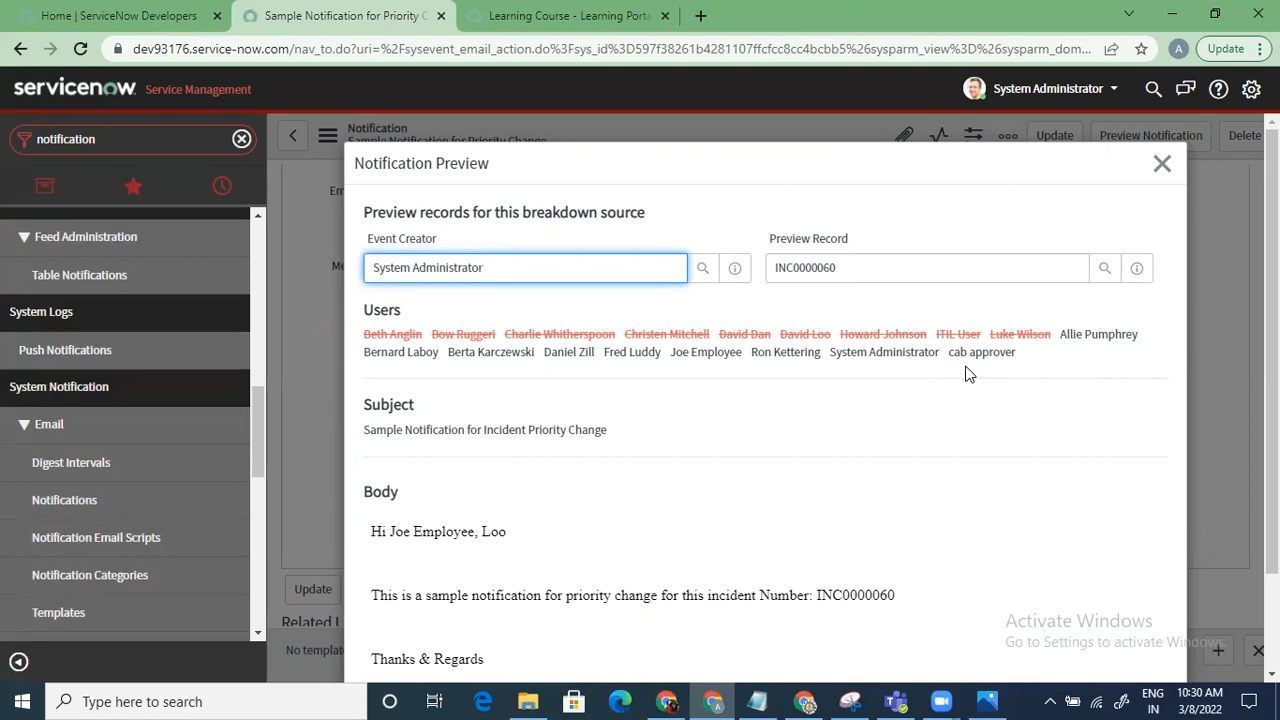 Home | ServiceNow Developers
Sample Notification for Priority C
Learning Course - Learning Porta
dev93176.service-now.com/nav_to.do?uri=%2Fsysevent_email_action.do%3Fsys_id%3D597f38261b4281107ffcfcc8cc4bcbb5%26sysparm_view%3D%26sysparm_dom...
A
Update
servicenow Service Management
System Administrator
notification
Notification
Sample Notification for Priority Change
Update
Preview Notification
Delete
Feed Administration
Table Notifications
System Logs
Push Notifications
System Notification
Email
Digest Intervals
Notifications
Notification Email Scripts
Notification Categories
Templates
Em
Me
Update
Related L
No templat
Notification Preview
Preview records for this breakdown source
Event Creator
Preview Record
System Administrator
INC0000060
Users
Beth Anglin Bow Ruggeri Charlie Whitherspoon Christen Mitchell David Dan David Loo Howard Johnson ITIL User Luke Wilson Allie Pumphrey
Bernard Laboy Berta Karczewski Daniel Zill Fred Luddy Joe Employee Ron Kettering System Administrator cab approver
Subject
Sample Notification for Incident Priority Change
Body
Hi Joe Employee, Loo
This is a sample notification for priority change for this incident Number: INC0000060
Thanks & Regards
Activate Windows
Go to Settings to activate Windows.
Type here to search
ENG
IN
10:30 AM
3/8/2022